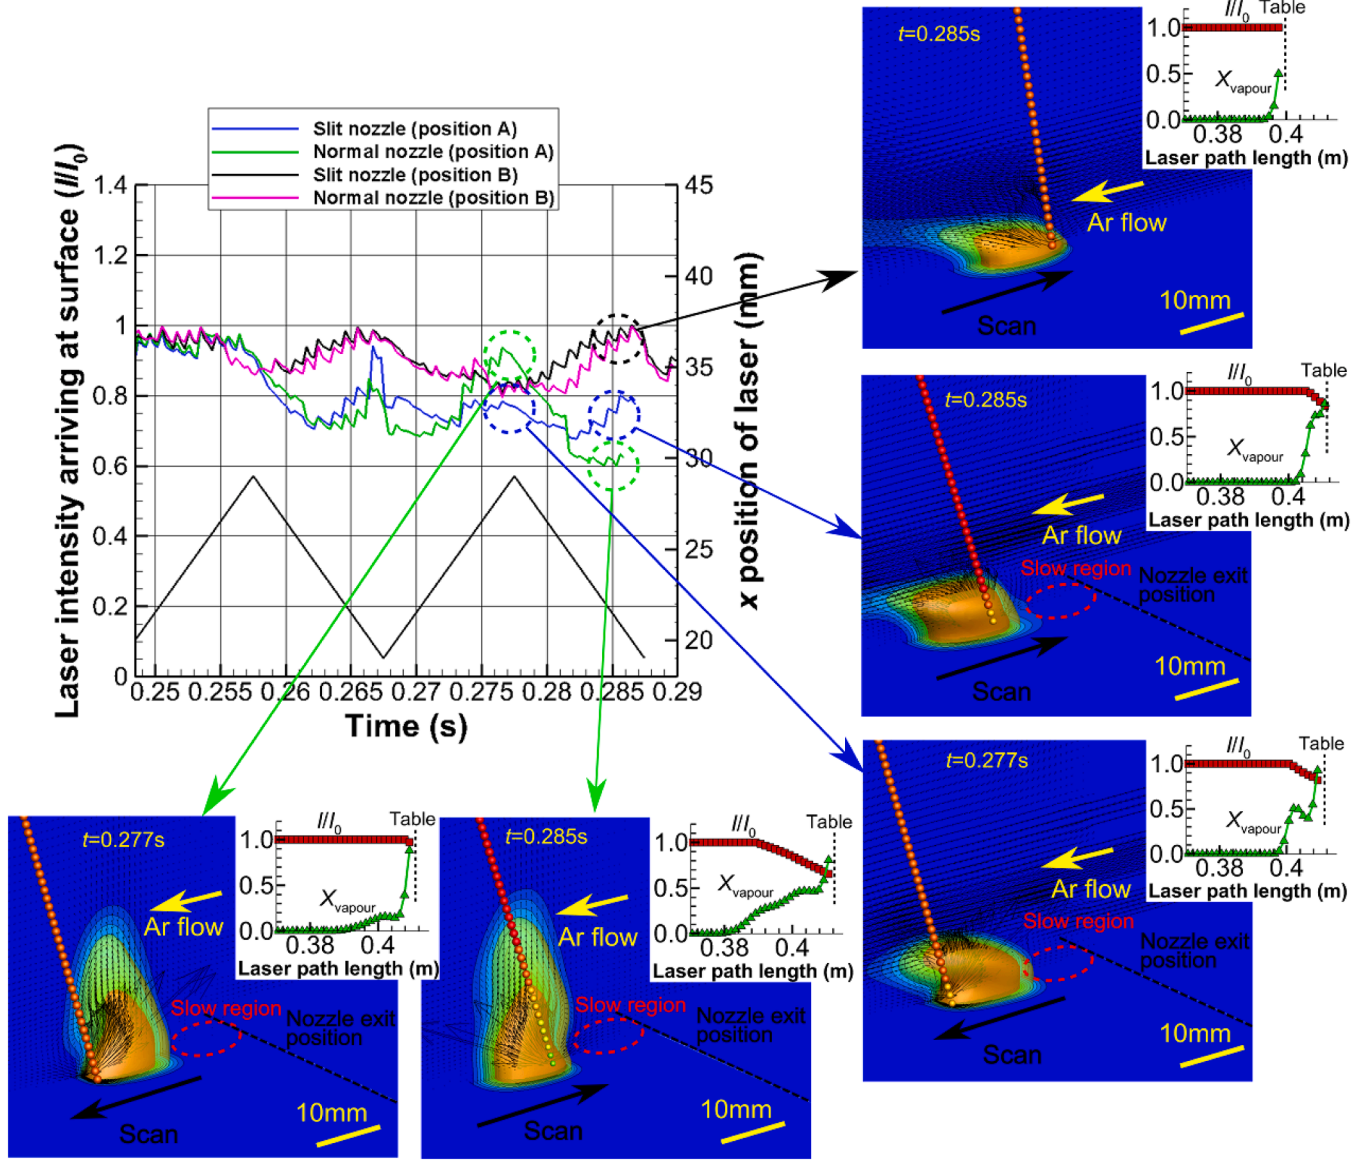 Slit nozzle (position A)
Normal nozzle (position A)
Slit nozzle (position B)
Normal nozzle (position B)
Laser intensity arriving at surface (I/I0)
1.4
1.2
1
0.8
0.6
0.4
0.2
0
45
40
35
30
25
20
x position of laser (mm)
0.25
0.255
0.26
0.265
0.27
0.275
0.28
0.285
0.29
Time (s)
t=0.285s
I/I0
Table
1.0
0.5
0.0
Xvapour
0.38
0.4
Laser path length (m)
Ar flow
10mm
Scan
t=0.285s
I/I0
Table
1.0
0.5
0.0
Xvapour
0.38
0.4
Laser path length (m)
Ar flow
Slow region
Nozzle exit
position
10mm
Scan
t=0.277s
I/I0
Table
1.0
0.5
0.0
Xvapour
0.38
0.4
Laser path length (m)
Ar flow
Slow region
Nozzle exit
position
10mm
Scan
t=0.277s
I/I0
Table
1.0
0.5
0.0
Xvapour
0.38
0.4
Laser path length (m)
Ar flow
Slow region
Nozzle exit
position
10mm
Scan
t=0.285s
I/I0
Table
1.0
0.5
0.0
Xvapour
0.38
0.4
Laser path length (m)
Ar flow
Slow region
Nozzle exit
position
10mm
Scan